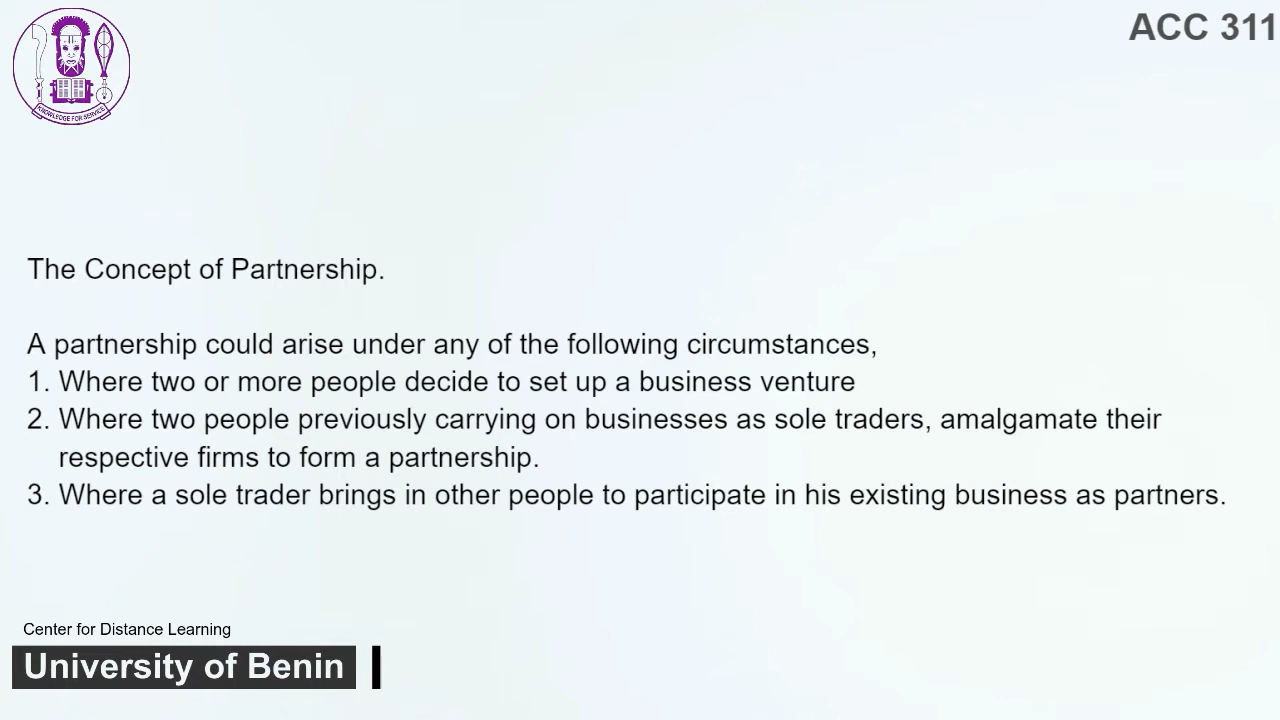 ACC 311
KNOWLEDGE FOR SERVICE
The Concept of Partnership.
A partnership could arise under any of the following circumstances,
1. Where two or more people decide to set up a business venture
2. Where two people previously carrying on businesses as sole traders, amalgamate their
respective firms to form a partnership.
3. Where a sole trader brings in other people to participate in his existing business as partners.
Center for Distance Learning
University of Benin